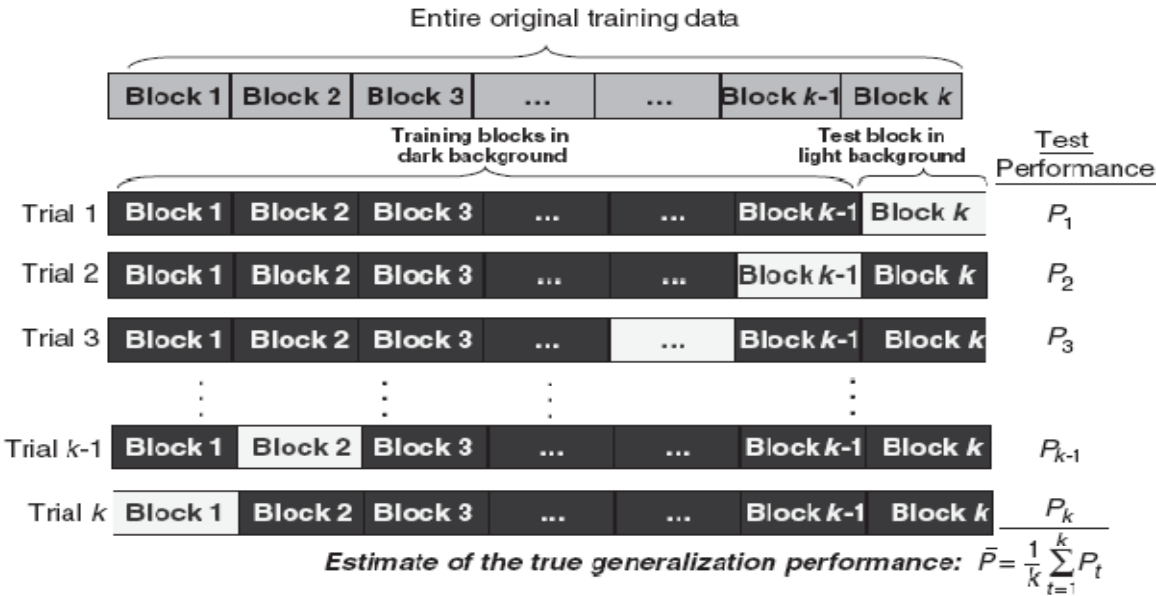 Entire original training data
Block 1 Block 2 Block 3 ... ... Block k-1 Block k
Training blocks in dark background
Test block in light background
Test Performance
Trial 1 Block 1 Block 2 Block 3 ... ... Block k-1 Block k P₁
Trial 2 Block 1 Block 2 Block 3 ... ... Block k-1 Block k P₂
Trial 3 Block 1 Block 2 Block 3 ... ... Block k-1 Block k P₃
Trial k-1 Block 1 Block 2 Block 3 ... ... Block k-1 Block k Pₖ₋₁
Trial k Block 1 Block 2 Block 3 ... ... Block k-1 Block k Pₖ
Estimate of the true generalization performance: P̄ = 1/k ∑ₜ₌₁ᵏ Pₜ